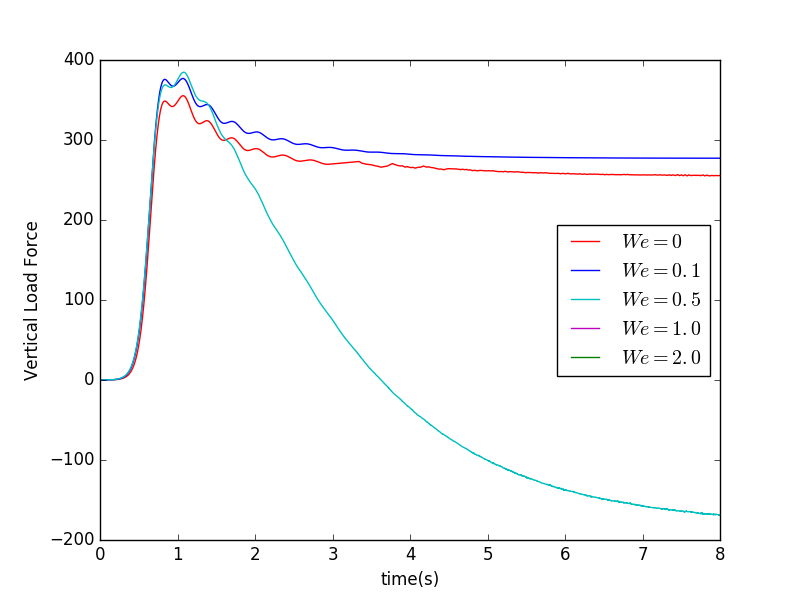 400
300
200
100
0
−100
−200
Vertical Load Force
We = 0
We = 0.1
We = 0.5
We = 1.0
We = 2.0
0 1 2 3 4 5 6 7 8
time(s)